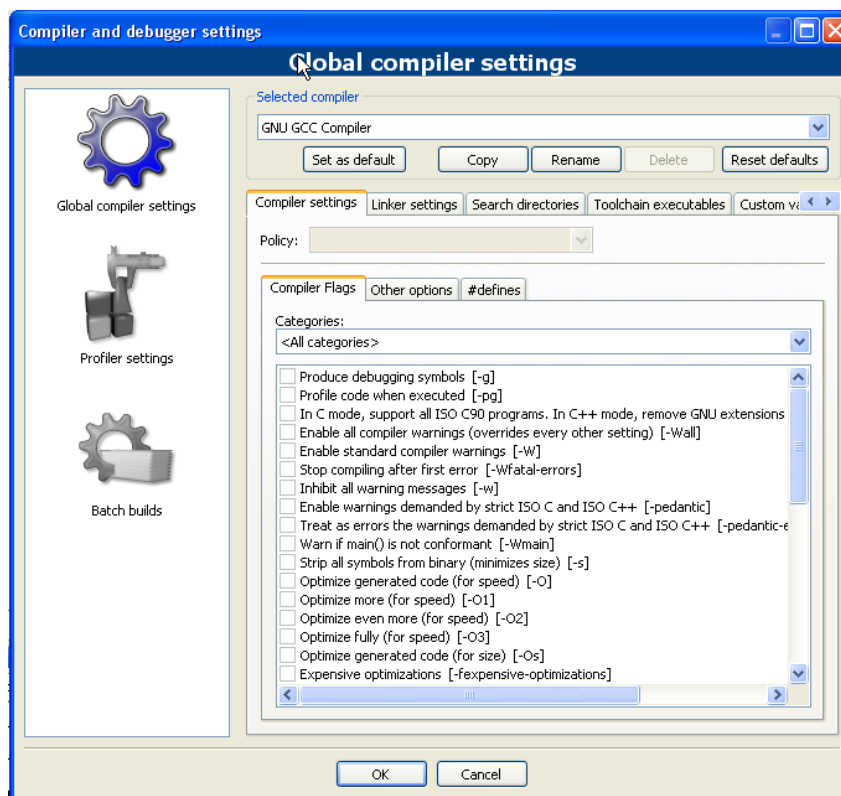 Compiler and debugger settings
Global compiler settings
Global compiler settings
Profiler settings
Batch builds
Selected compiler
GNU GCC Compiler
Set as default Copy Rename Delete Reset defaults
Compiler settings Linker settings Search directories Toolchain executables Custom va
Policy:
Compiler Flags Other options #defines
Categories:
<All categories>
Produce debugging symbols [-g]
Profile code when executed [-pg]
In C mode, support all ISO C90 programs. In C++ mode, remove GNU extensions
Enable all compiler warnings (overrides every other setting) [-Wall]
Enable standard compiler warnings [-W]
Stop compiling after first error [-Wfatal-errors]
Inhibit all warning messages [-w]
Enable warnings demanded by strict ISO C and ISO C++ [-pedantic]
Treat as errors the warnings demanded by strict ISO C and ISO C++ [-pedantic-e
Warn if main() is not conformant [-Wmain]
Strip all symbols from binary (minimizes size) [-s]
Optimize generated code (for speed) [-O]
Optimize more (for speed) [-O1]
Optimize even more (for speed) [-O2]
Optimize fully (for speed) [-O3]
Optimize generated code (for size) [-Os]
Expensive optimizations [-fexpensive-optimizations]
OK Cancel